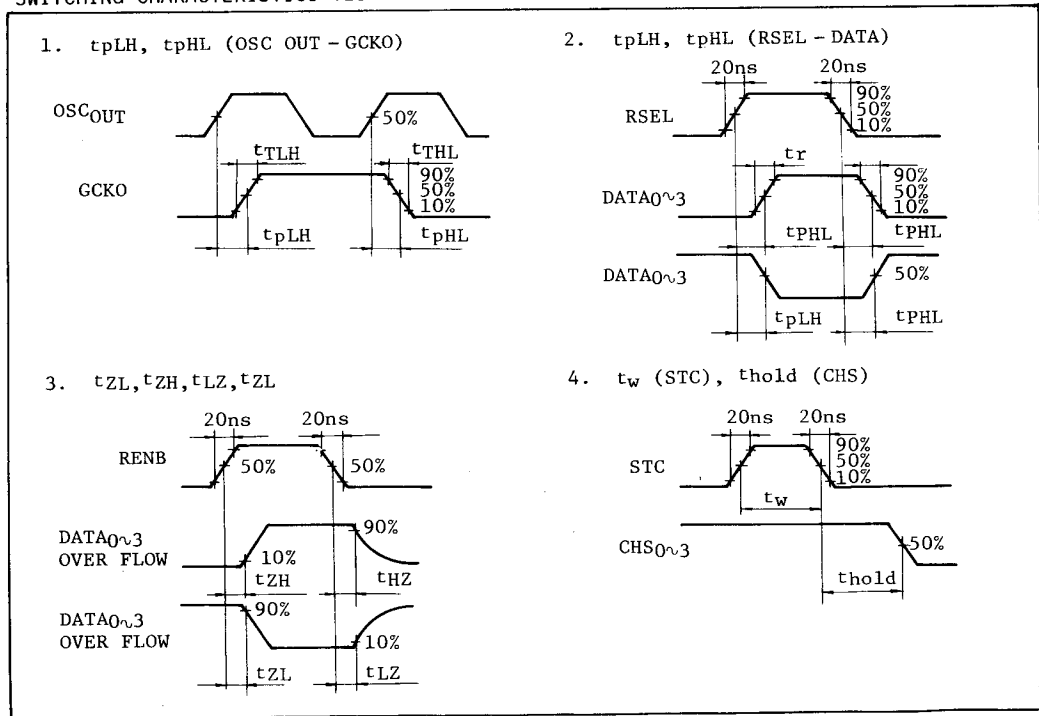 1. tpLH, tpHL (OSC OUT - GCKO)
OSCOUT
50%
tTLH
tTHL
GCKO
90%
50%
10%
tpLH
tpHL
2. tpLH, tpHL (RSEL - DATA)
20ns
20ns
RSEL
90%
50%
10%
tr
DATA0~3
90%
50%
10%
tPHL
tPHL
DATA0~3
50%
tpLH
tPHL
3. tZL,tZH,tLZ,tZL
20ns
20ns
RENB
50%
50%
DATA0~3
OVER FLOW
90%
10%
tZH
tHZ
DATA0~3
OVER FLOW
90%
10%
tZL
tLZ
4. tw (STC), thold (CHS)
20ns
20ns
STC
90%
50%
10%
tw
CHS0~3
50%
thold